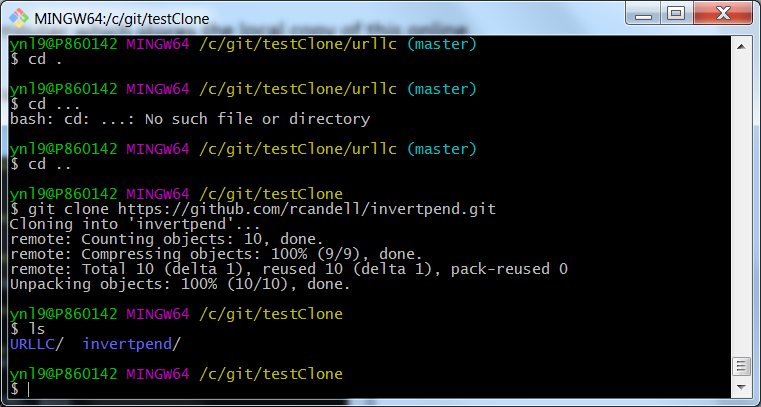 MINGW64:/c/git/testClone
ynl9@P860142 MINGW64 /c/git/testClone/urllc (master)
$ cd .
ynl9@P860142 MINGW64 /c/git/testClone/urllc (master)
$ cd ...
bash: cd: ...: No such file or directory
ynl9@P860142 MINGW64 /c/git/testClone/urllc (master)
$ cd ..
ynl9@P860142 MINGW64 /c/git/testClone
$ git clone https://github.com/rcandell/invertpend.git
Cloning into 'invertpend'...
remote: Counting objects: 10, done.
remote: Compressing objects: 100% (9/9), done.
remote: Total 10 (delta 1), reused 10 (delta 1), pack-reused 0
Unpacking objects: 100% (10/10), done.
ynl9@P860142 MINGW64 /c/git/testClone
$ ls
URLLC/  invertpend/
ynl9@P860142 MINGW64 /c/git/testClone
$